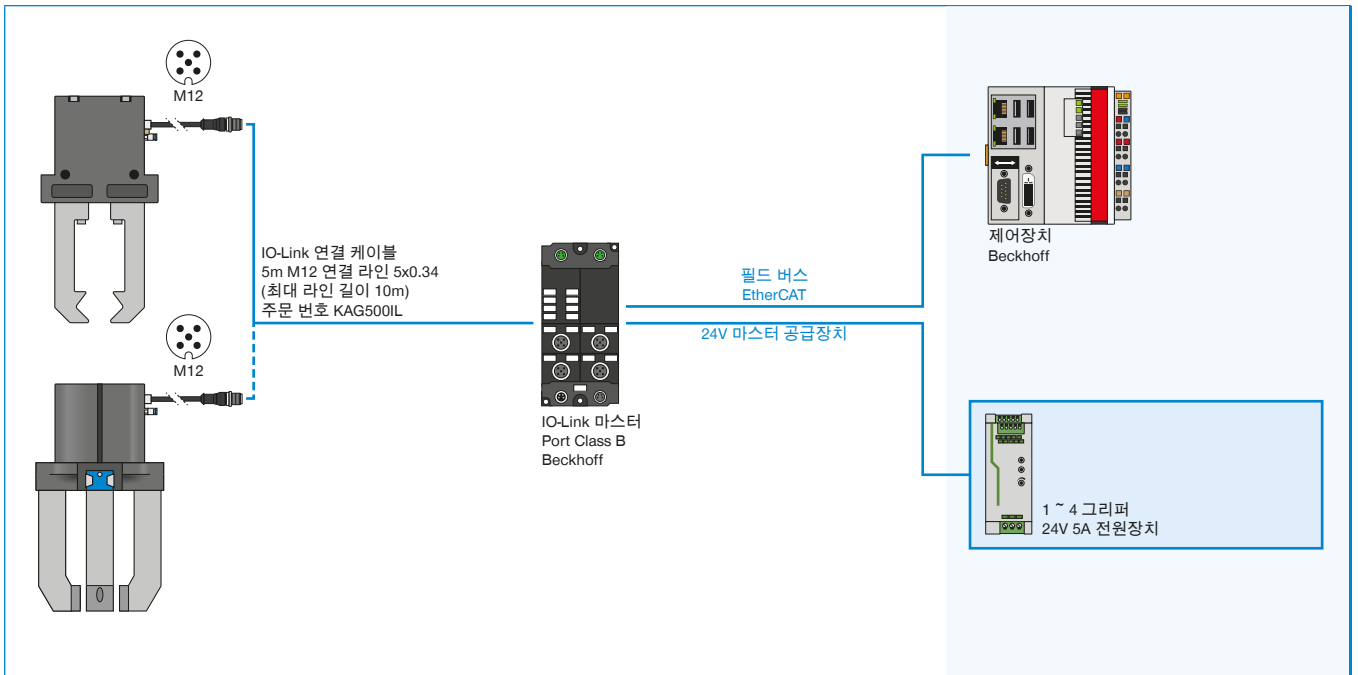 M12
IO-Link 연결 케이블
5m M12 연결 라인 5x0.34
(최대 라인 길이 10m)
주문 번호 KAG500IL
M12
IO-Link 마스터
Port Class B
Beckhoff
필드 버스
EtherCAT
24V 마스터 공급장치
제어장치
Beckhoff
1 ~ 4 그리퍼
24V 5A 전원장치